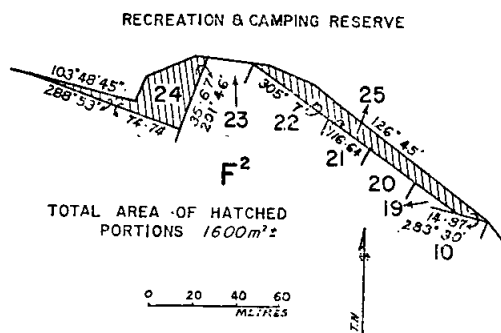 RECREATION & CAMPING RESERVE
103° 48' 45"
288° 53'
74·74
24
35·67
201° 46'
23
305° 7'
22
116·64
25
126° 45'
21
20
19
14·97
283° 30'
10
F²
TOTAL AREA OF HATCHED
PORTIONS 1600m²±
0 20 40 60
METRES
T.N